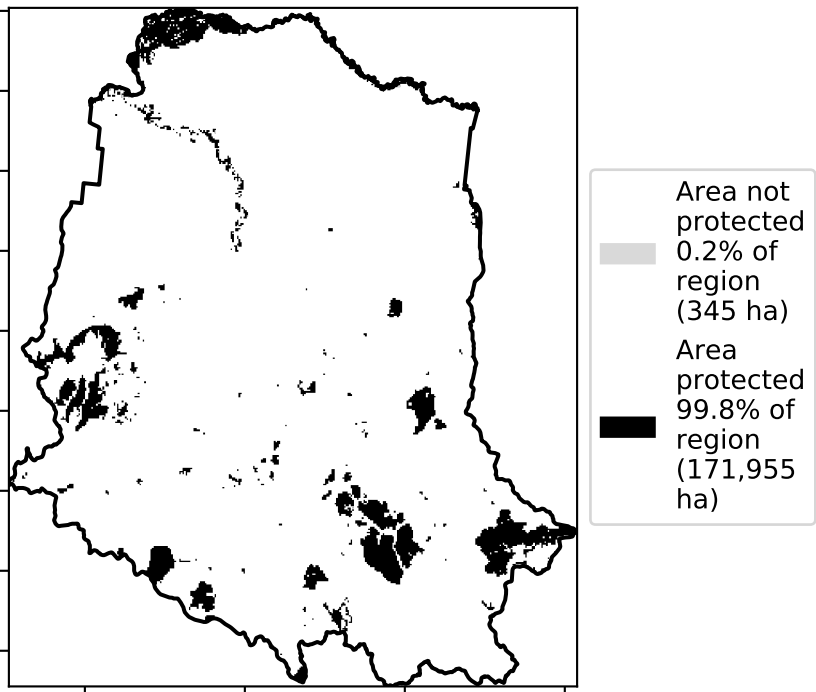 Area not
protected
0.2% of
region
(345 ha)
Area
protected
99.8% of
region
(171,955
ha)